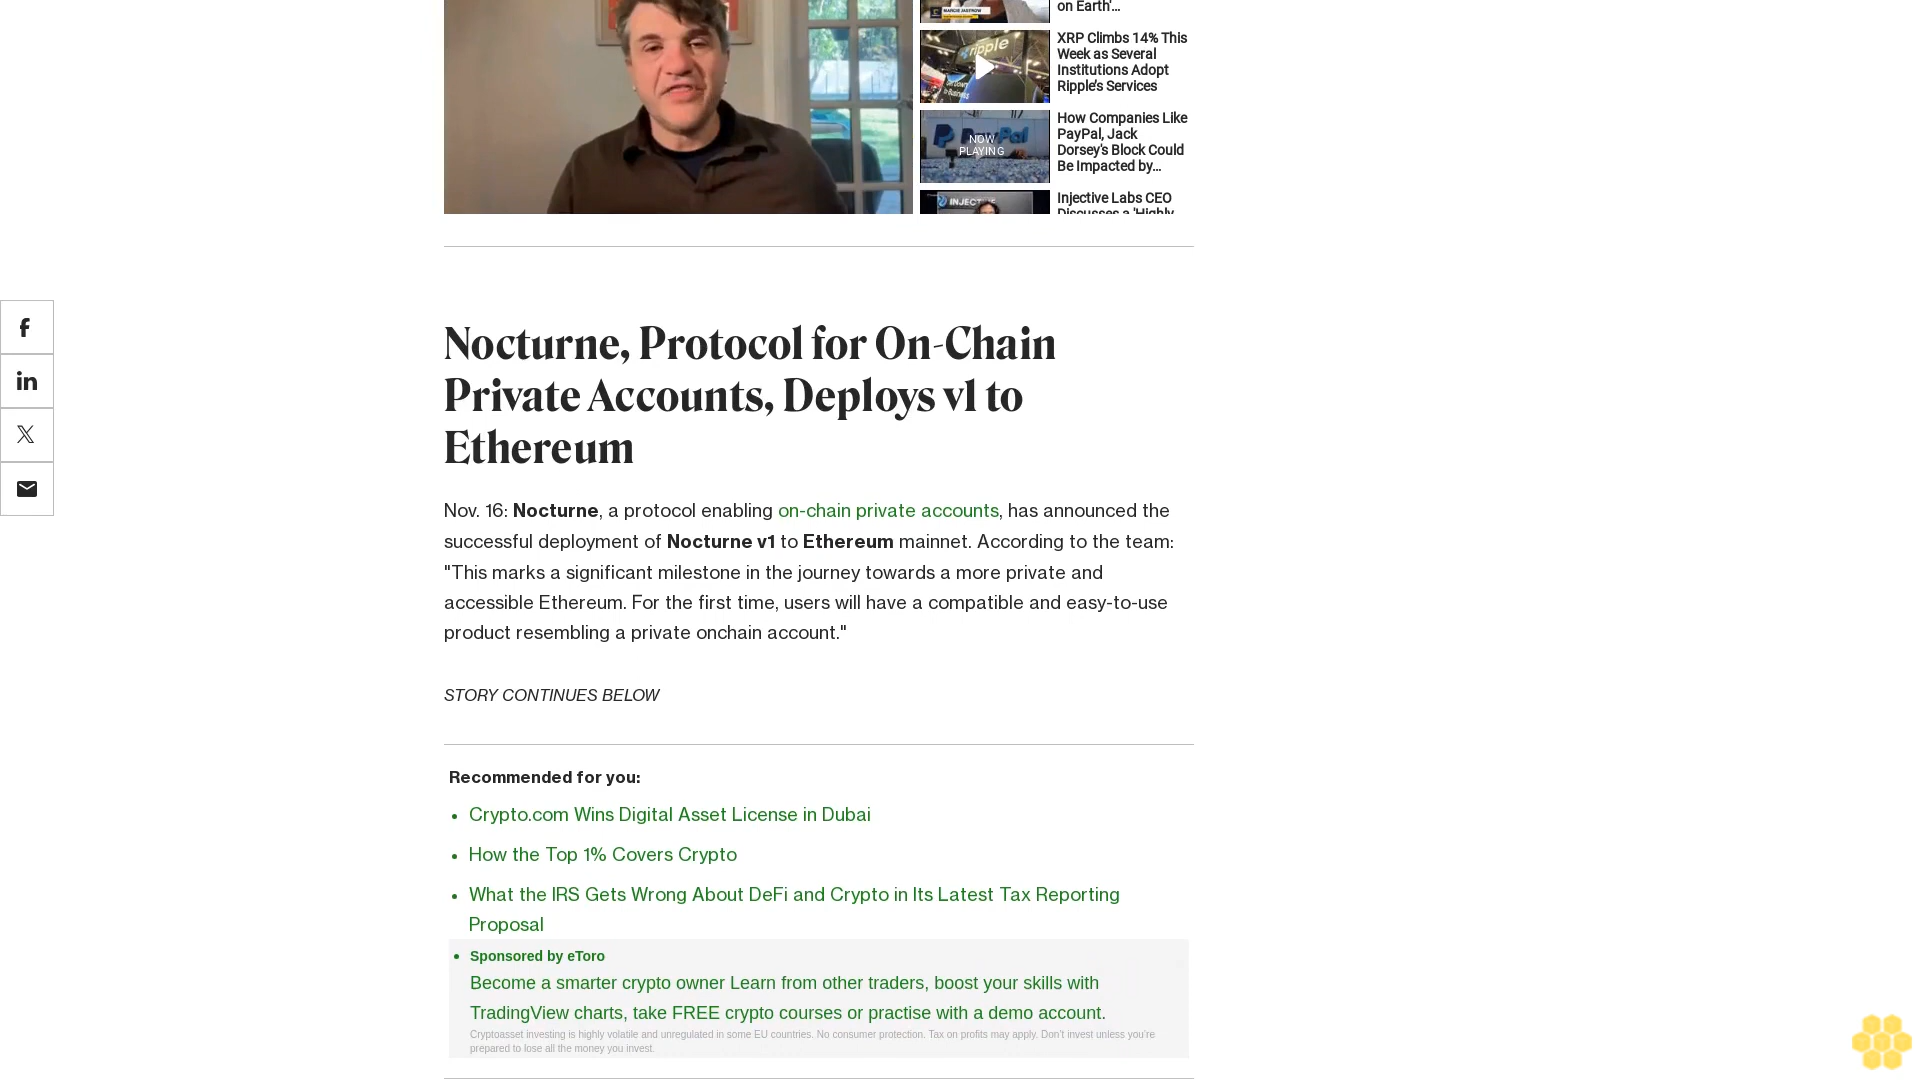 on Earth'...
XRP Climbs 14% This
Week as Several
Institutions Adopt
Ripple's Services
ripple
How Companies Like
PayPal, Jack
Dorsey's Block Could
Be Impacted by...
PayPal
NOW
PLAYING
Injective Labs CEO
Discusses a 'Highly
INJECTIVE
Nocturne, Protocol for On-Chain
Private Accounts, Deploys v1 to
Ethereum
Nov. 16: Nocturne, a protocol enabling on-chain private accounts, has announced the
successful deployment of Nocturne v1 to Ethereum mainnet. According to the team:
"This marks a significant milestone in the journey towards a more private and
accessible Ethereum. For the first time, users will have a compatible and easy-to-use
product resembling a private onchain account."
STORY CONTINUES BELOW
Recommended for you:
• Crypto.com Wins Digital Asset License in Dubai
• How the Top 1% Covers Crypto
• What the IRS Gets Wrong About DeFi and Crypto in Its Latest Tax Reporting
Proposal
• Sponsored by eToro
Become a smarter crypto owner Learn from other traders, boost your skills with
TradingView charts, take FREE crypto courses or practise with a demo account.
Cryptoasset investing is highly volatile and unregulated in some EU countries. No consumer protection. Tax on profits may apply. Don't invest unless you're
prepared to lose all the money you invest.